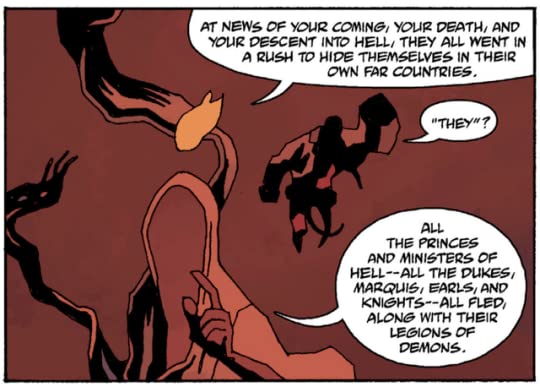 AT NEWS OF YOUR COMING, YOUR DEATH, AND
YOUR DESCENT INTO HELL, THEY ALL WENT IN
A RUSH TO HIDE THEMSELVES IN THEIR
OWN FAR COUNTRIES.
"THEY"?
ALL
THE PRINCES
AND MINISTERS OF
HELL--ALL THE DUKES,
MARQUIS, EARLS, AND
KNIGHTS--ALL FLED,
ALONG WITH THEIR
LEGIONS OF
DEMONS.